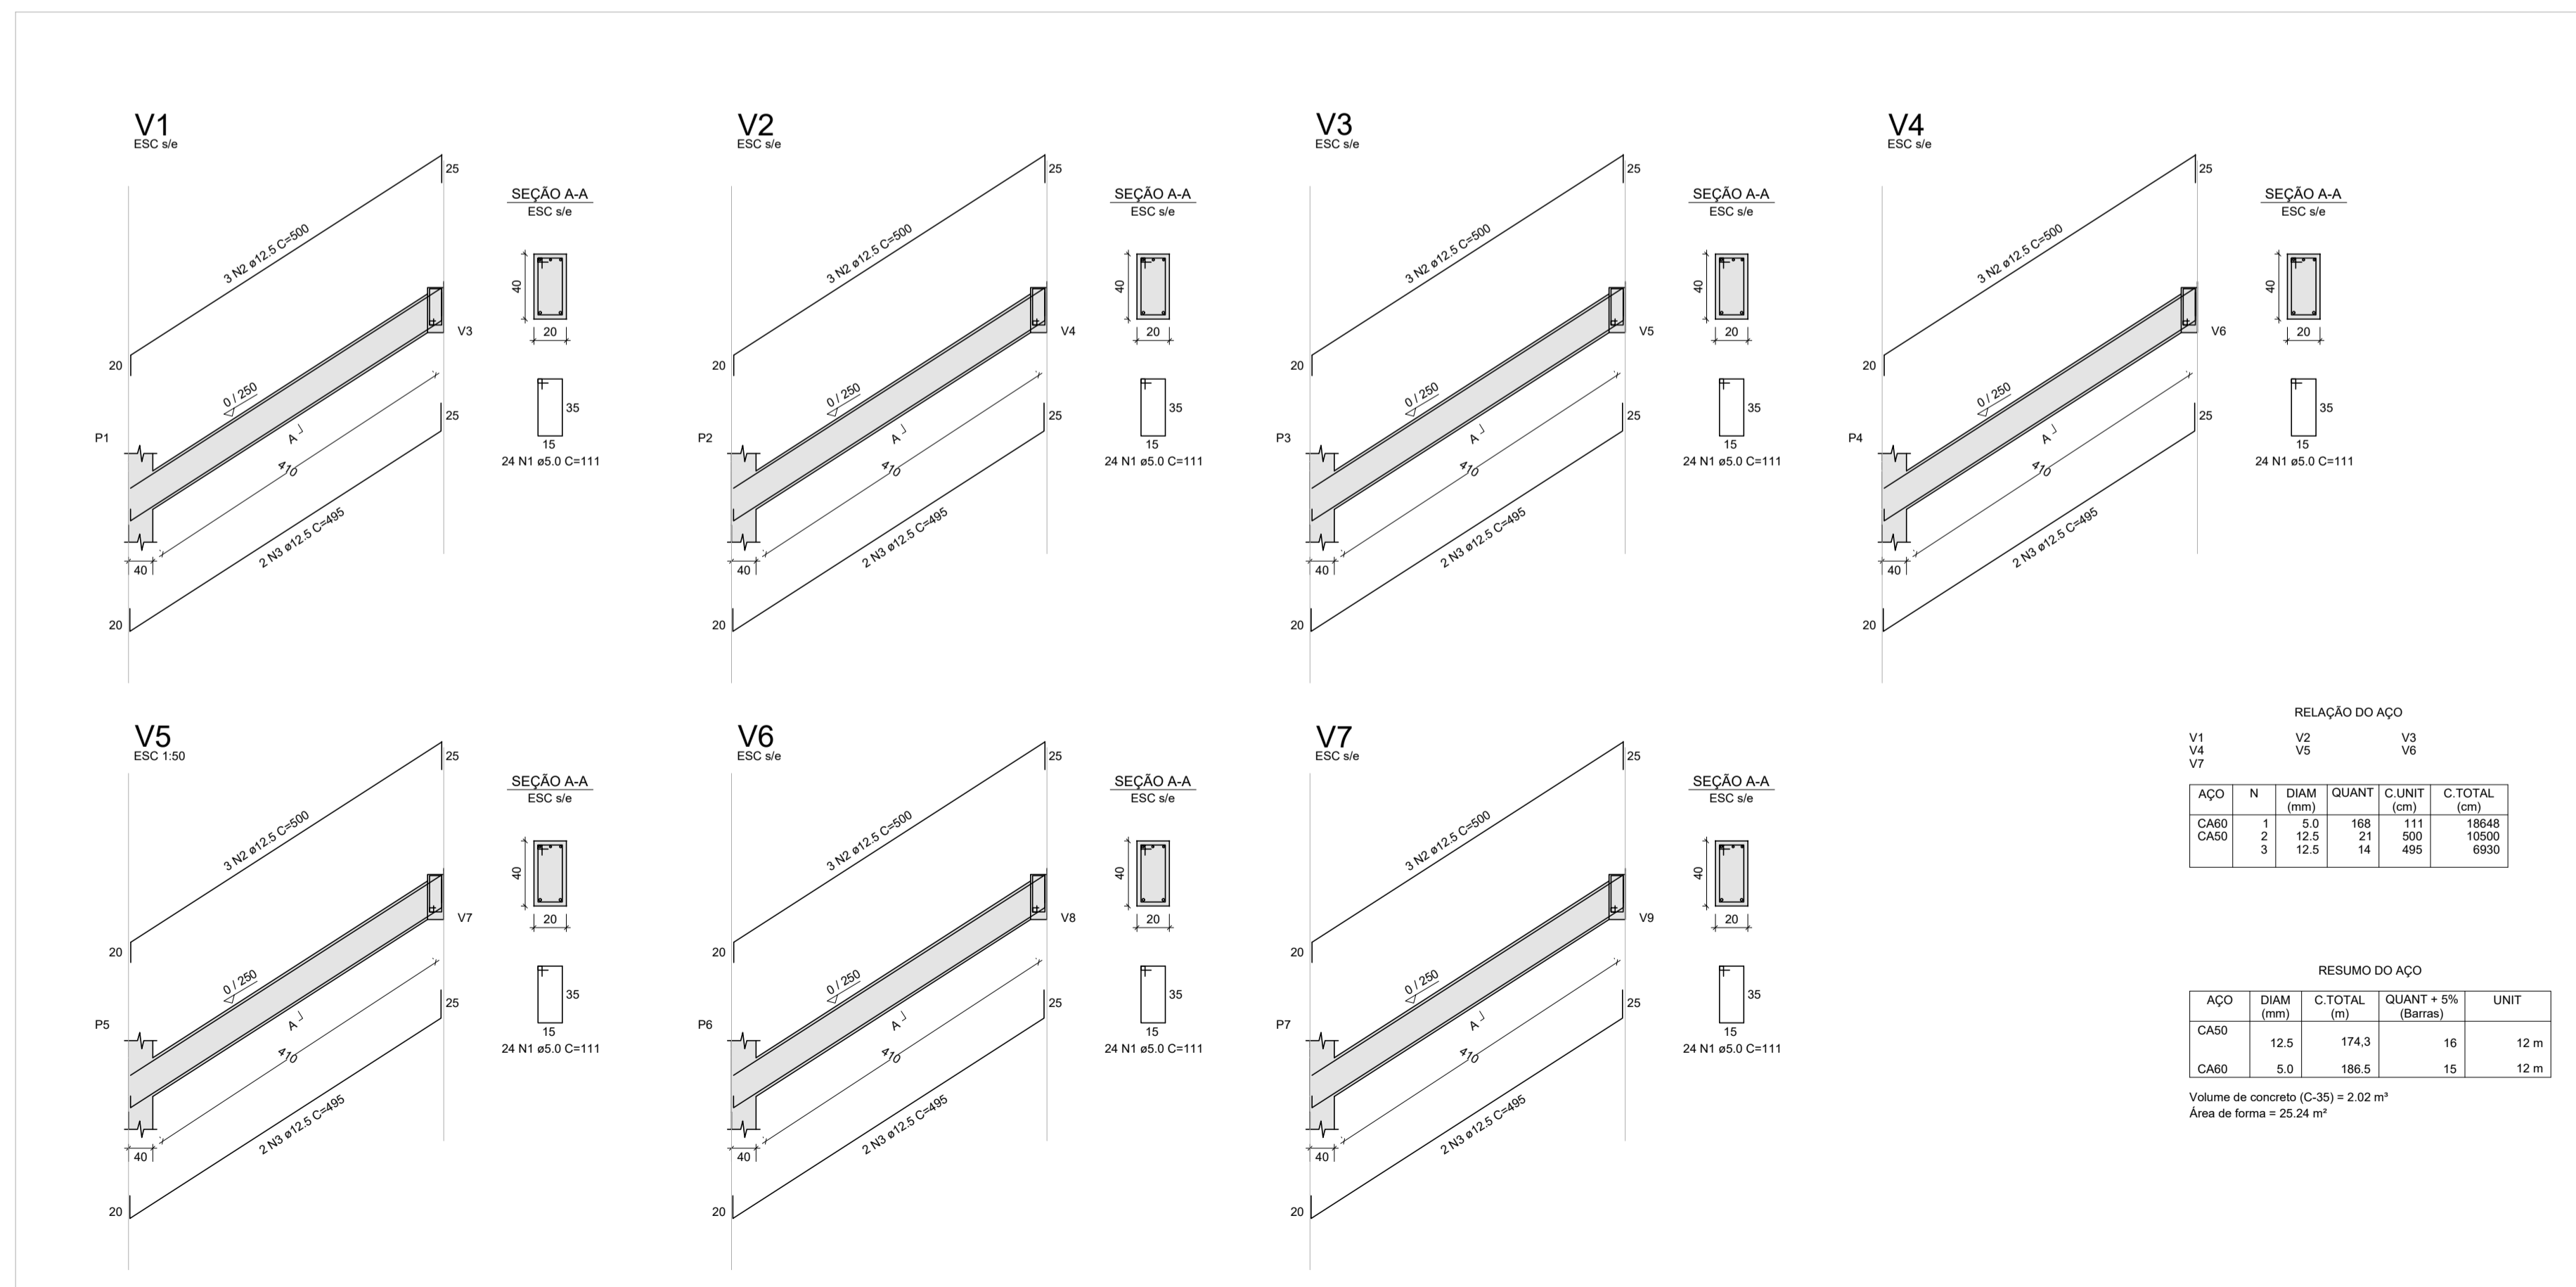 V1
ESC s/e
25
SEÇÃO A-A
ESC s/e
3 N2 ø12.5 C=500
40
20
V3
20
0 / 250
25
A
35
P1
15
410
24 N1 ø5.0 C=111
2 N3 ø12.5 C=495
40
20
V2
ESC s/e
25
SEÇÃO A-A
ESC s/e
3 N2 ø12.5 C=500
40
20
V4
20
0 / 250
25
A
35
P2
15
410
24 N1 ø5.0 C=111
2 N3 ø12.5 C=495
40
20
V3
ESC s/e
25
SEÇÃO A-A
ESC s/e
3 N2 ø12.5 C=500
40
20
V5
20
0 / 250
25
A
35
P3
15
410
24 N1 ø5.0 C=111
2 N3 ø12.5 C=495
40
20
V4
ESC s/e
25
SEÇÃO A-A
ESC s/e
3 N2 ø12.5 C=500
40
20
V6
20
0 / 250
25
A
35
P4
15
410
24 N1 ø5.0 C=111
2 N3 ø12.5 C=495
40
20
V5
ESC 1:50
25
SEÇÃO A-A
ESC s/e
3 N2 ø12.5 C=500
40
20
V7
20
0 / 250
25
A
35
P5
15
410
24 N1 ø5.0 C=111
2 N3 ø12.5 C=495
40
20
V6
ESC s/e
25
SEÇÃO A-A
ESC s/e
3 N2 ø12.5 C=500
40
20
V8
20
0 / 250
25
A
35
P6
15
410
24 N1 ø5.0 C=111
2 N3 ø12.5 C=495
40
20
V7
ESC s/e
25
SEÇÃO A-A
ESC s/e
3 N2 ø12.5 C=500
40
20
V9
20
0 / 250
25
A
35
P7
15
410
24 N1 ø5.0 C=111
2 N3 ø12.5 C=495
40
20
RELAÇÃO DO AÇO
V1 V2 V3
V4 V5 V6
V7
AÇO N DIAM QUANT C.UNIT C.TOTAL
(mm) (cm) (cm)
CA60 1 5.0 168 111 18648
CA50 2 12.5 21 500 10500
3 12.5 14 495 6930
RESUMO DO AÇO
AÇO DIAM C.TOTAL QUANT + 5% UNIT
(mm) (m) (Barras)
CA50
12.5 174,3 16 12 m
CA60 5.0 186.5 15 12 m
Volume de concreto (C-35) = 2.02 m³
Área de forma = 25.24 m²